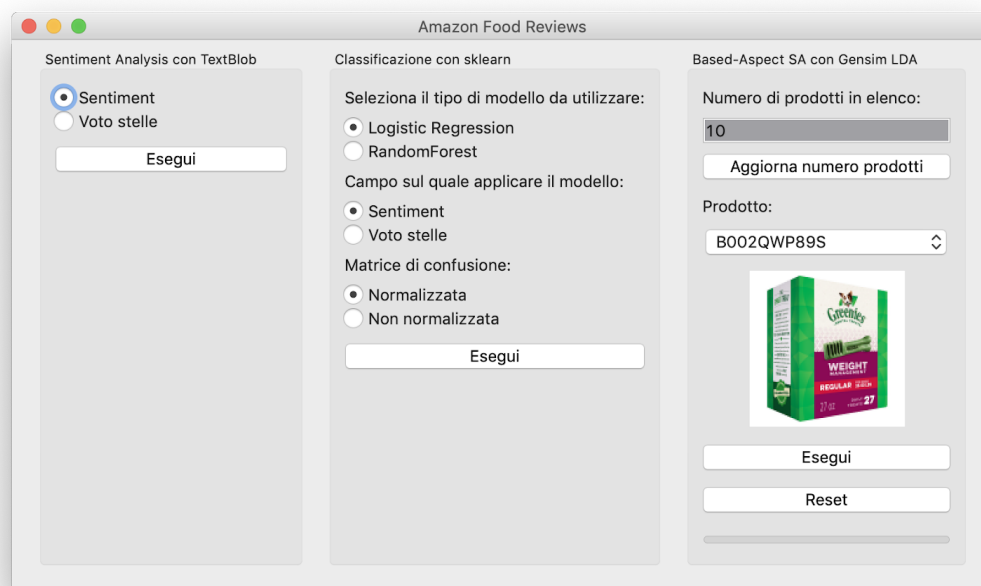 Amazon Food Reviews
Sentiment Analysis con TextBlob
Sentiment
Voto stelle
Esegui
Classificazione con sklearn
Seleziona il tipo di modello da utilizzare:
Logistic Regression
RandomForest
Campo sul quale applicare il modello:
Sentiment
Voto stelle
Matrice di confusione:
Normalizzata
Non normalizzata
Esegui
Based-Aspect SA con Gensim LDA
Numero di prodotti in elenco:
10
Aggiorna numero prodotti
Prodotto:
B002QWP89S
Greenies
WEIGHT
MANAGEMENT
REGULAR
27 oz
27
Esegui
Reset